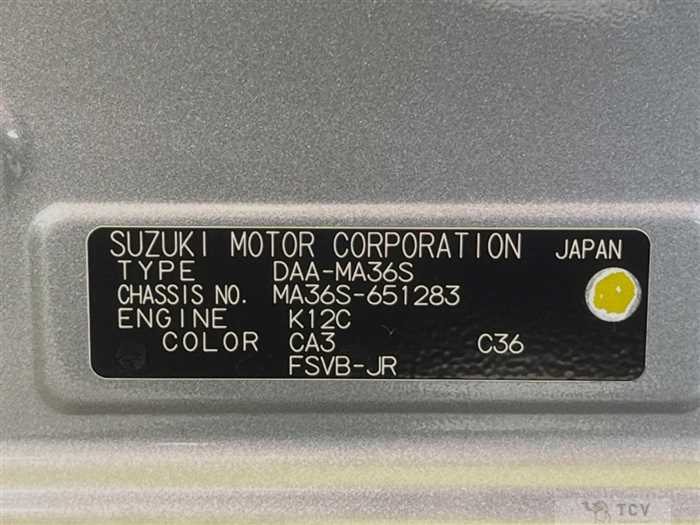 SUZUKI MOTOR CORPORATION JAPAN
TYPE DAA-MA36S
CHASSIS NO. MA36S-651283
ENGINE K12C
COLOR CA3 C36
FSVB-JR
TCV